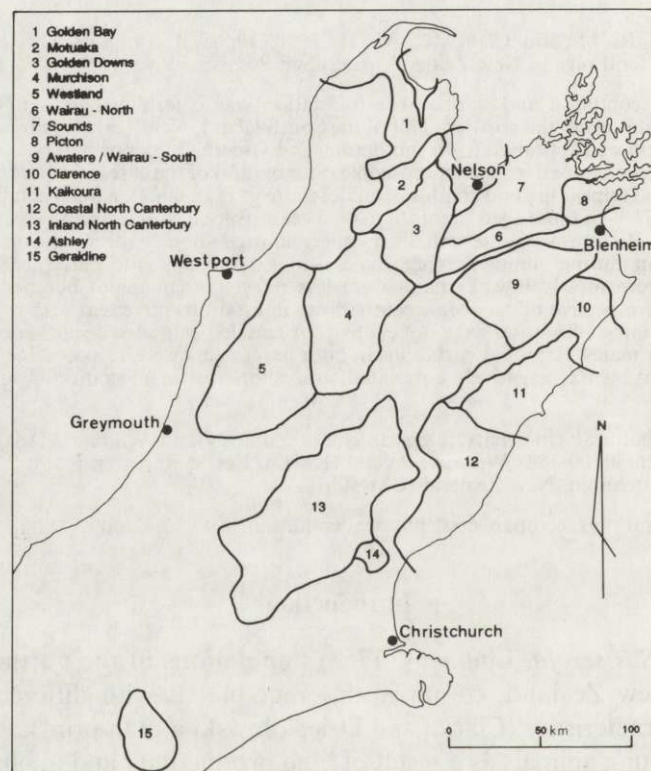 1 Golden Bay
2 Motuaka
3 Golden Downs
4 Murchison
5 Westland
6 Wairau - North
7 Sounds
8 Picton
9 Awatere / Wairau - South
10 Clarence
11 Kaikoura
12 Coastal North Canterbury
13 Inland North Canterbury
14 Ashley
15 Geraldine
1
2
Nelson
7
8
3
6
Blenheim
Westport
9
10
4
5
11
Greymouth
12
N
13
14
Christchurch
15
0
50 km
100